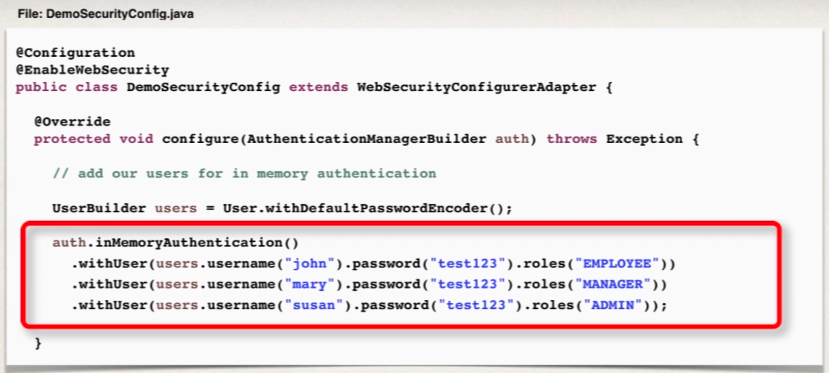 File: DemoSecurityConfig.java
@Configuration
@EnableWebSecurity
public class DemoSecurityConfig extends WebSecurityConfigurerAdapter {
@Override
protected void configure(AuthenticationManagerBuilder auth) throws Exception {
// add our users for in memory authentication
UserBuilder users = User.withDefaultPasswordEncoder();
auth.inMemoryAuthentication()
.withUser(users.username("john").password("test123").roles("EMPLOYEE"))
.withUser(users.username("mary").password("test123").roles("MANAGER"))
.withUser(users.username("susan").password("test123").roles("ADMIN"));
}